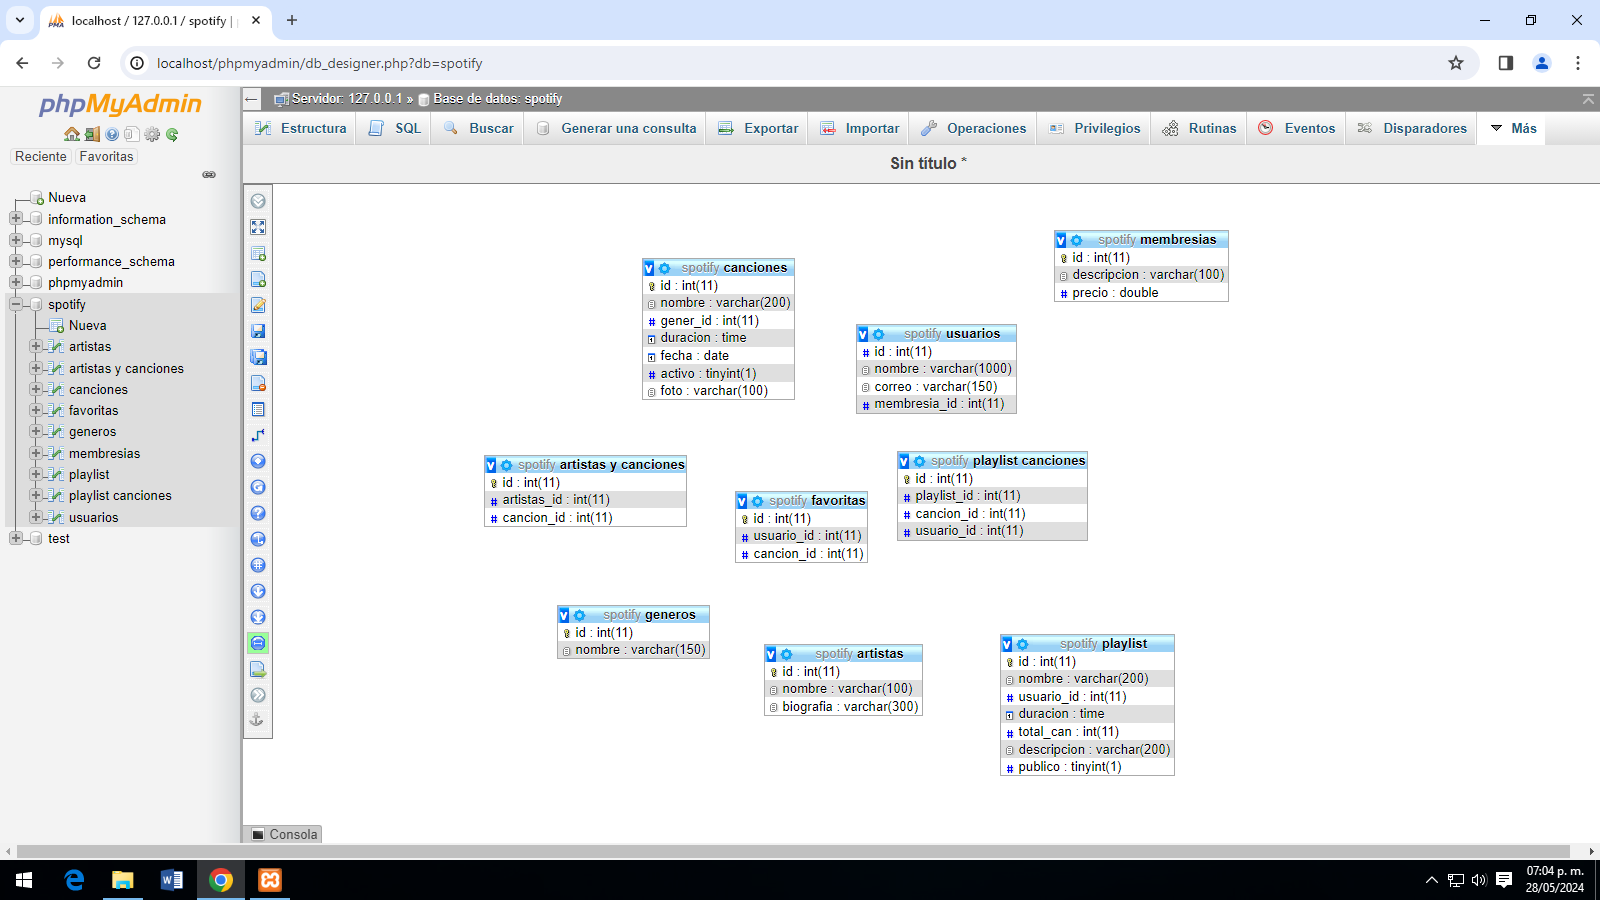 localhost / 127.0.0.1 / spotify |
localhost/phpmyadmin/db_designer.php?db=spotify
phpMyAdmin
Reciente Favoritas
Nueva
information_schema
mysql
performance_schema
phpmyadmin
spotify
Nueva
artistas
artistas y canciones
canciones
favoritas
generos
membresias
playlist
playlist canciones
usuarios
test
Servidor: 127.0.0.1 » Base de datos: spotify
Estructura SQL Buscar Generar una consulta Exportar Importar Operaciones Privilegios Rutinas Eventos Disparadores Más
Sin título *
spotify membresias
id : int(11)
descripcion : varchar(100)
precio : double
spotify canciones
id : int(11)
nombre : varchar(200)
gener_id : int(11)
duracion : time
fecha : date
activo : tinyint(1)
foto : varchar(100)
spotify usuarios
id : int(11)
nombre : varchar(1000)
correo : varchar(150)
membresia_id : int(11)
spotify artistas y canciones
id : int(11)
artistas_id : int(11)
cancion_id : int(11)
spotify favoritas
id : int(11)
usuario_id : int(11)
cancion_id : int(11)
spotify playlist canciones
id : int(11)
playlist_id : int(11)
cancion_id : int(11)
usuario_id : int(11)
spotify generos
id : int(11)
nombre : varchar(150)
spotify artistas
id : int(11)
nombre : varchar(100)
biografia : varchar(300)
spotify playlist
id : int(11)
nombre : varchar(200)
usuario_id : int(11)
duracion : time
total_can : int(11)
descripcion : varchar(200)
publico : tinyint(1)
Consola
07:04 p. m.
28/05/2024